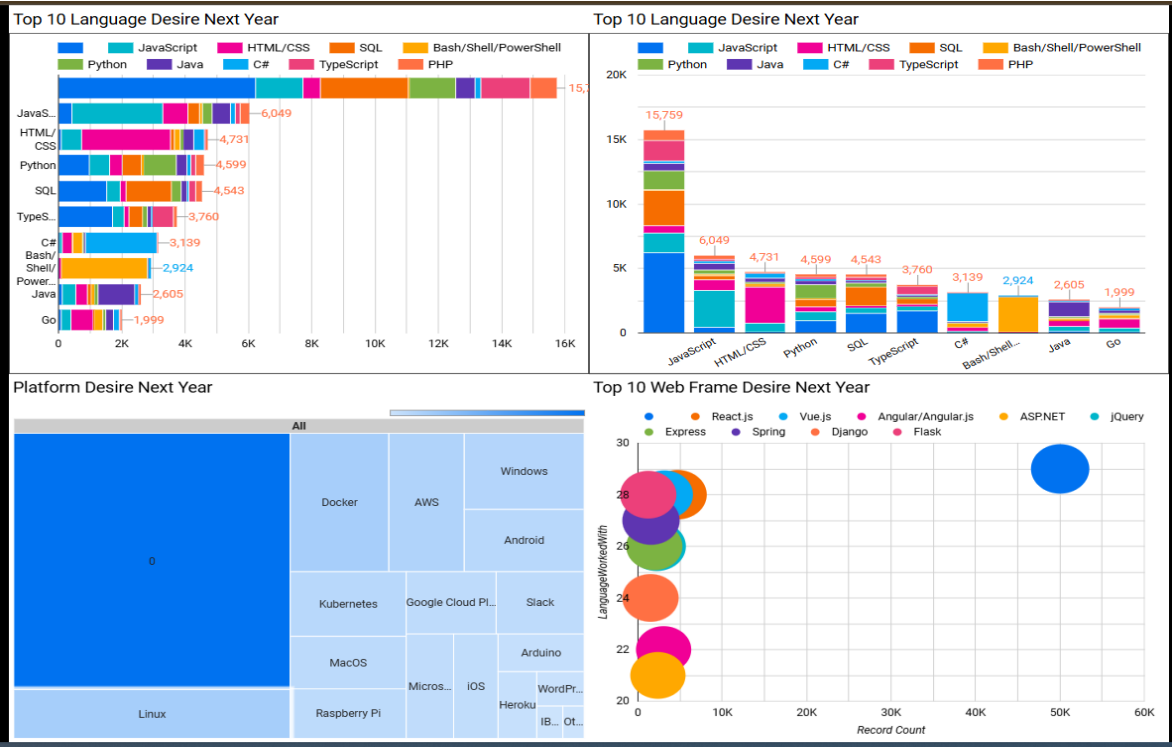 Top 10 Language Desire Next Year
JavaScript HTML/CSS SQL Bash/Shell/PowerShell
Python Java C# TypeScript PHP
15,7
JavaS... 6,049
HTML/
CSS 4,731
Python 4,599
SQL 4,543
TypeS... 3,760
C# 3,139
Bash/
Shell/ 2,924
Power...
Java 2,605
Go 1,999
0 2K 4K 6K 8K 10K 12K 14K 16K
Top 10 Language Desire Next Year
JavaScript HTML/CSS SQL Bash/Shell/PowerShell
Python Java C# TypeScript PHP
20K
15K
10K
5K
0
15,759
6,049
4,731
4,599
4,543
3,760
3,139
2,924
2,605
1,999
JavaScript
HTML/CSS
Python
SQL
TypeScript
C#
Bash/Shell...
Java
Go
Platform Desire Next Year
All
0
Linux
Docker
AWS
Windows
Android
Kubernetes
Google Cloud Pl...
Slack
MacOS
Raspberry Pi
Micros...
iOS
Arduino
Heroku
WordPr...
IB...
Ot...
Top 10 Web Frame Desire Next Year
React.js Vue.js Angular/Angular.js ASP.NET jQuery
Express Spring Django Flask
LanguageWorkedWith
30
28
26
24
22
20
0 10K 20K 30K 40K 50K 60K
Record Count